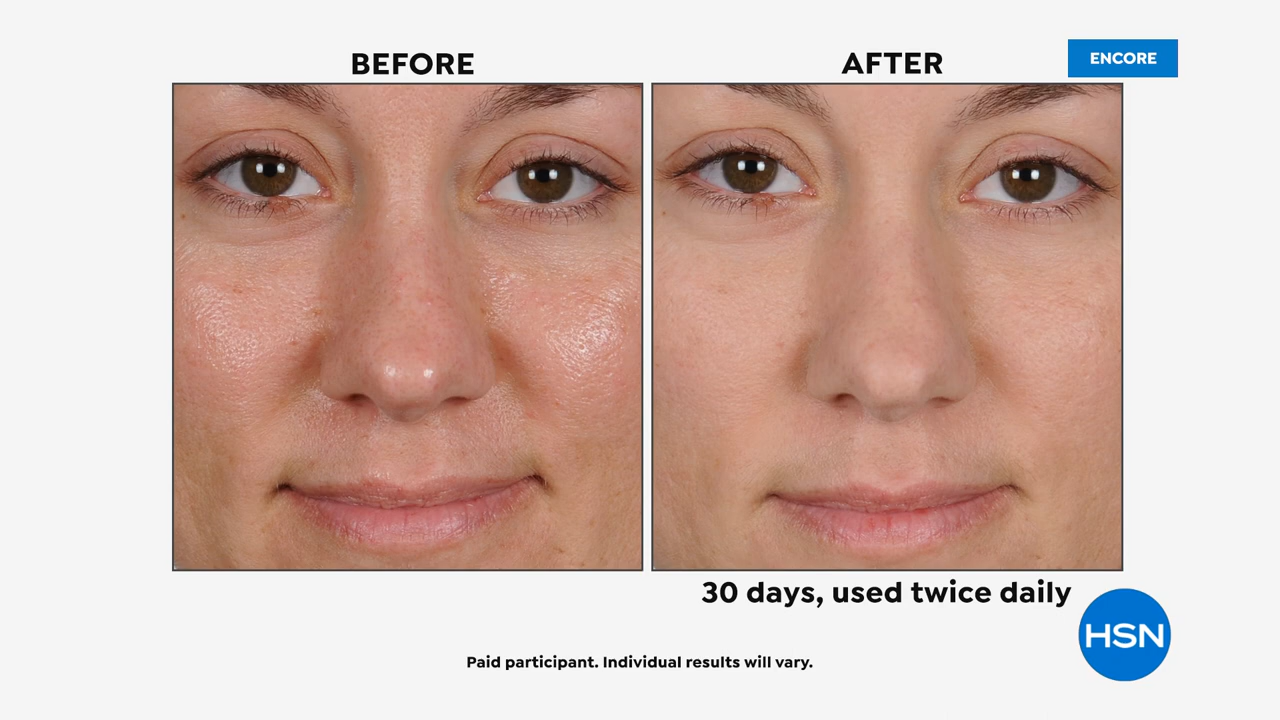 BEFORE
AFTER
ENCORE
30 days, used twice daily
HSN
Paid participant. Individual results will vary.